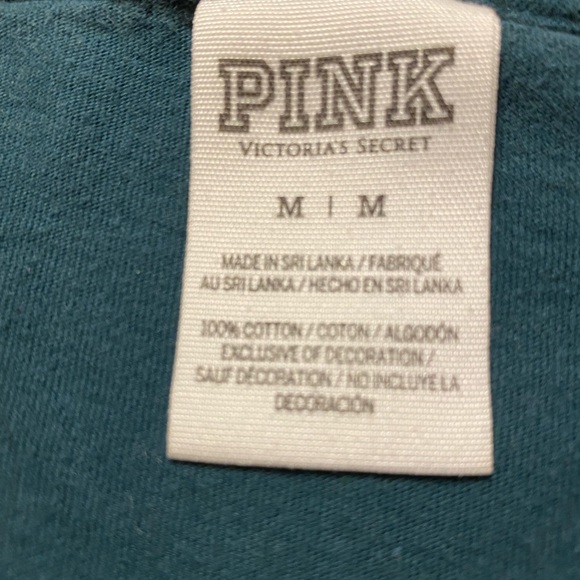 PINK
VICTORIA'S SECRET
M | M
MADE IN SRI LANKA / FABRIQUÉ
AU SRI LANKA / HECHO EN SRI LANKA
100% COTTON / COTON / ALGODÓN
EXCLUSIVE OF DECORATION /
SAUF DÉCORATION / NO INCLUYE LA
DECORACIÓN